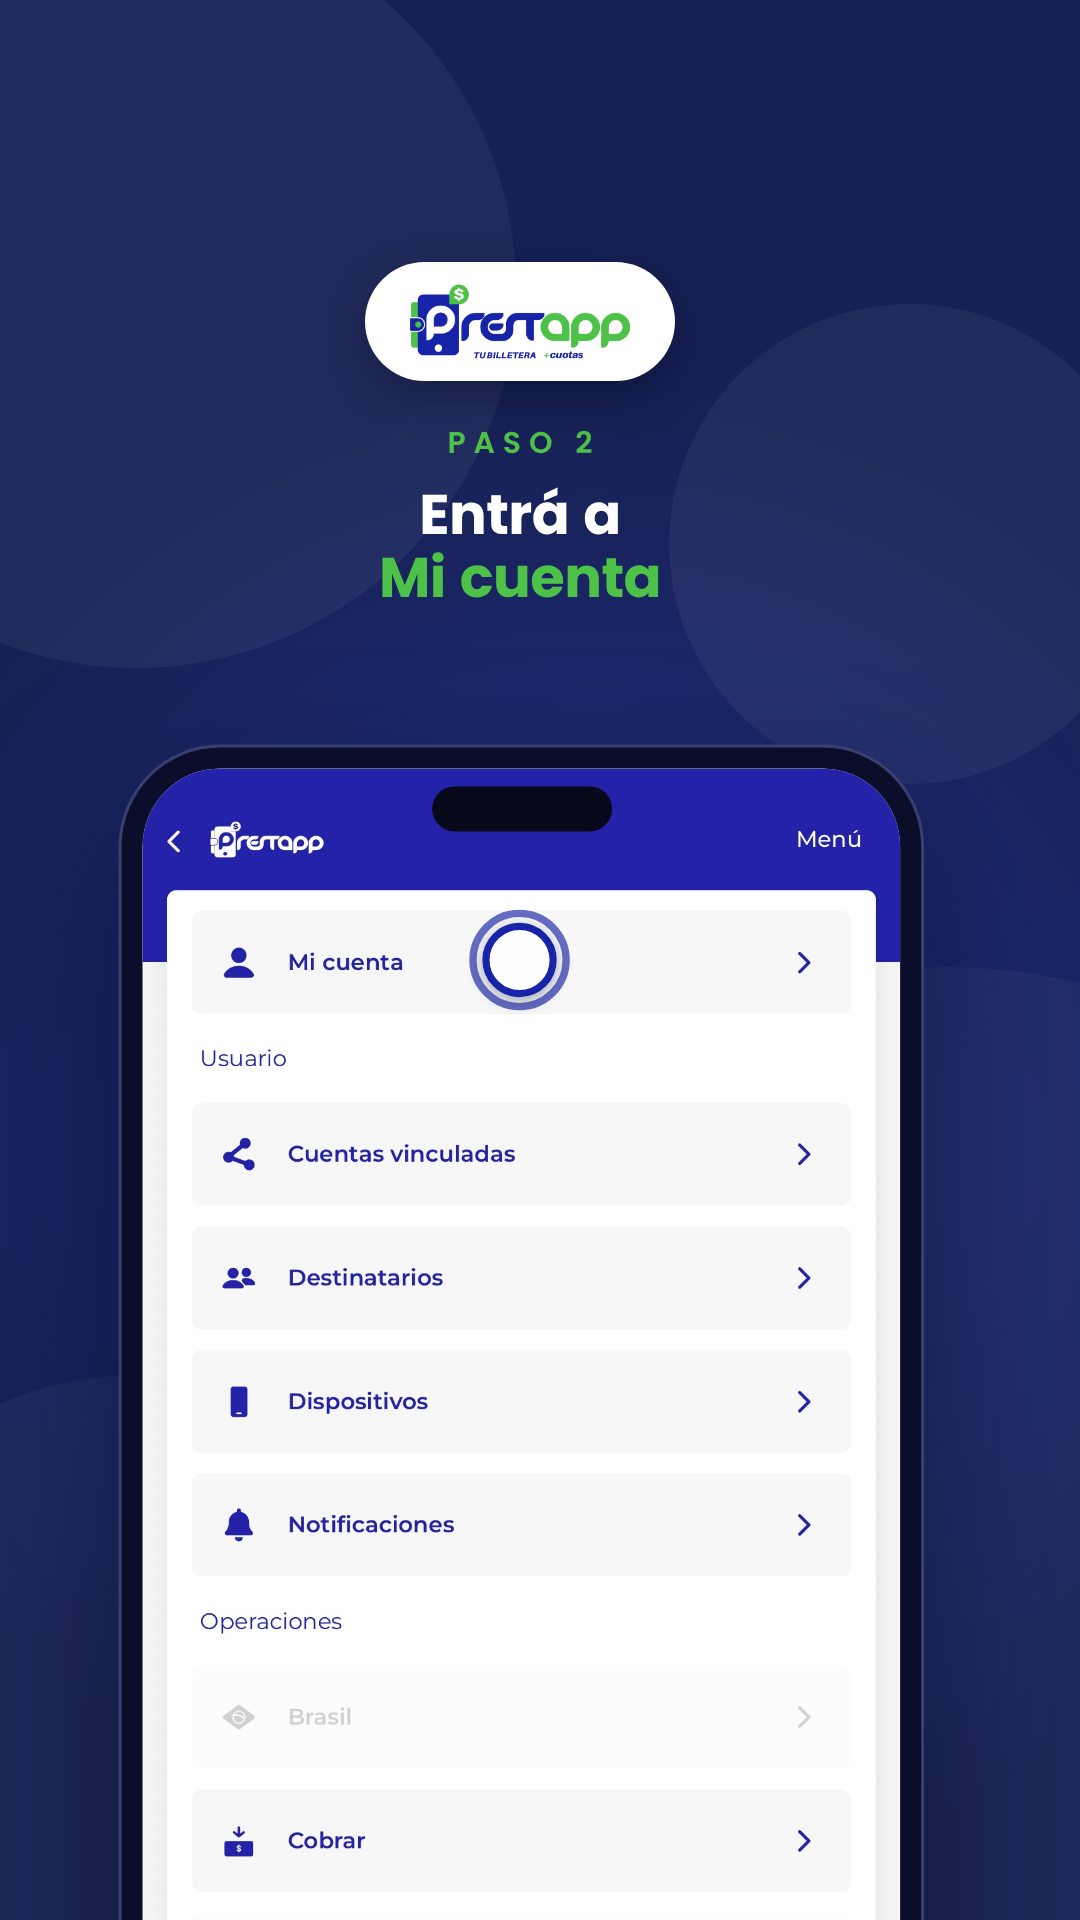 Prestapp
TU BILLETERA +cuotas
PASO 2
Entrá a
Mi cuenta
Prestapp
Menú
Mi cuenta
Usuario
Cuentas vinculadas
Destinatarios
Dispositivos
Notificaciones
Operaciones
Brasil
Cobrar